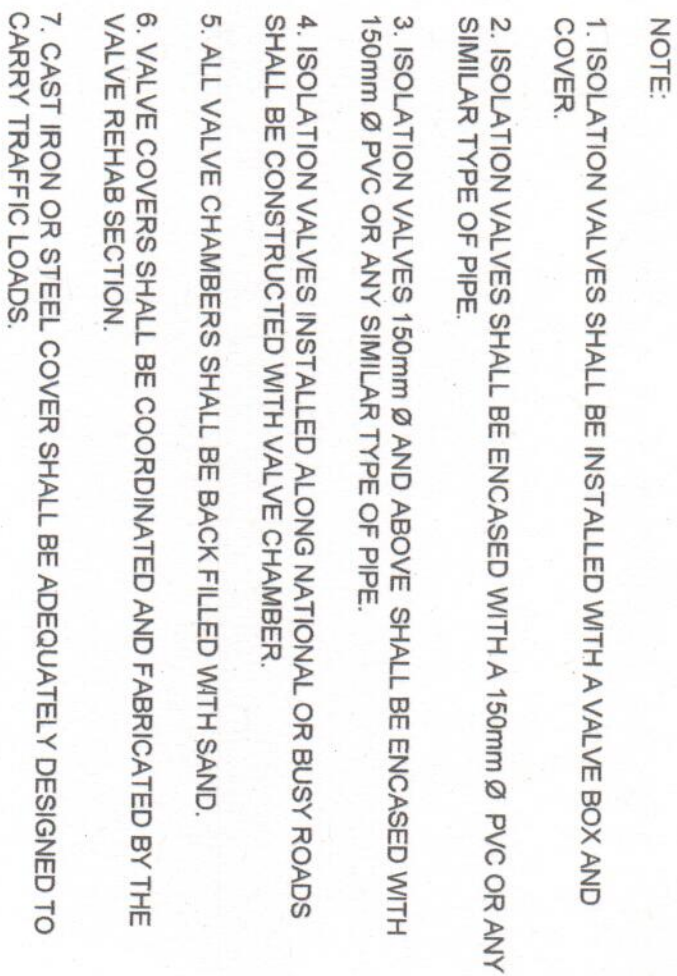 NOTE:
1. ISOLATION VALVES SHALL BE INSTALLED WITH A VALVE BOX AND
COVER.
2. ISOLATION VALVES SHALL BE ENCASED WITH A 150mm Ø PVC OR ANY
SIMILAR TYPE OF PIPE.
3. ISOLATION VALVES 150mm Ø AND ABOVE SHALL BE ENCASED WITH
150mm Ø PVC OR ANY SIMILAR TYPE OF PIPE.
4. ISOLATION VALVES INSTALLED ALONG NATIONAL OR BUSY ROADS
SHALL BE CONSTRUCTED WITH VALVE CHAMBER.
5. ALL VALVE CHAMBERS SHALL BE BACK FILLED WITH SAND.
6. VALVE COVERS SHALL BE COORDINATED AND FABRICATED BY THE
VALVE REHAB SECTION.
7. CAST IRON OR STEEL COVER SHALL BE ADEQUATELY DESIGNED TO
CARRY TRAFFIC LOADS.